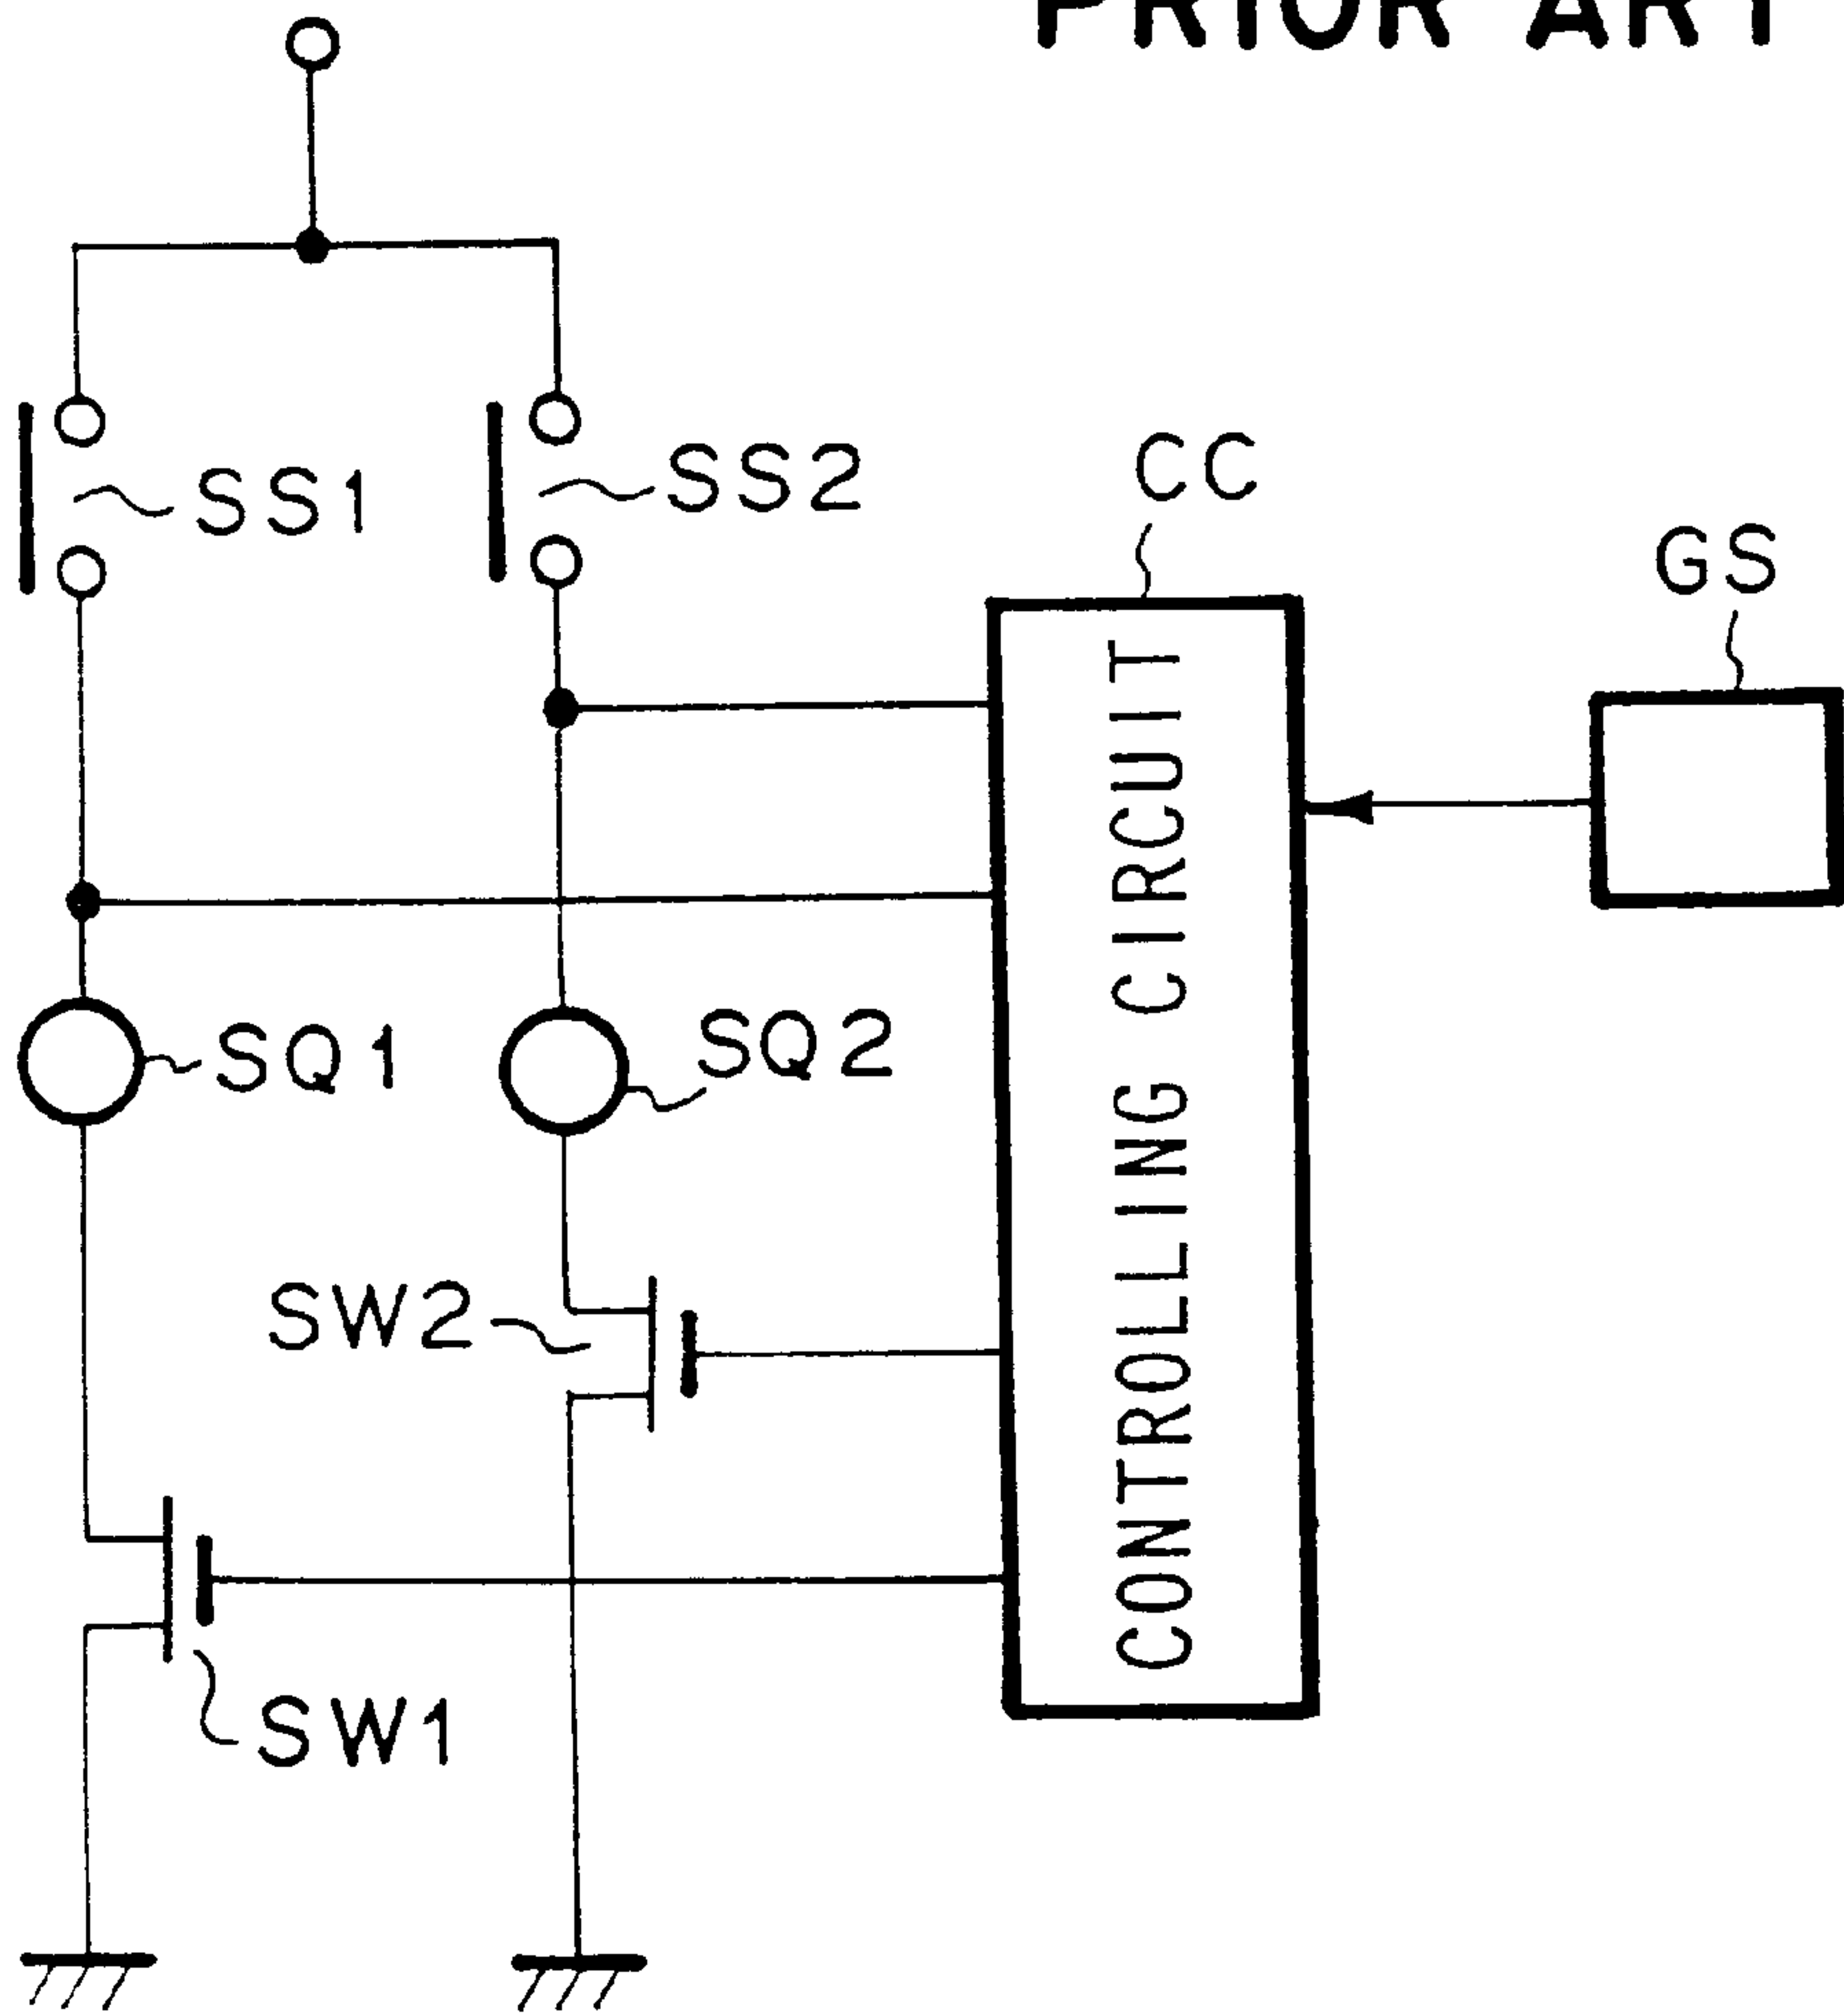 PRIOR ART
SS1
SS2
CC
GS
CONTROLLING CIRCUIT
SQ1
SQ2
SW2
SW1